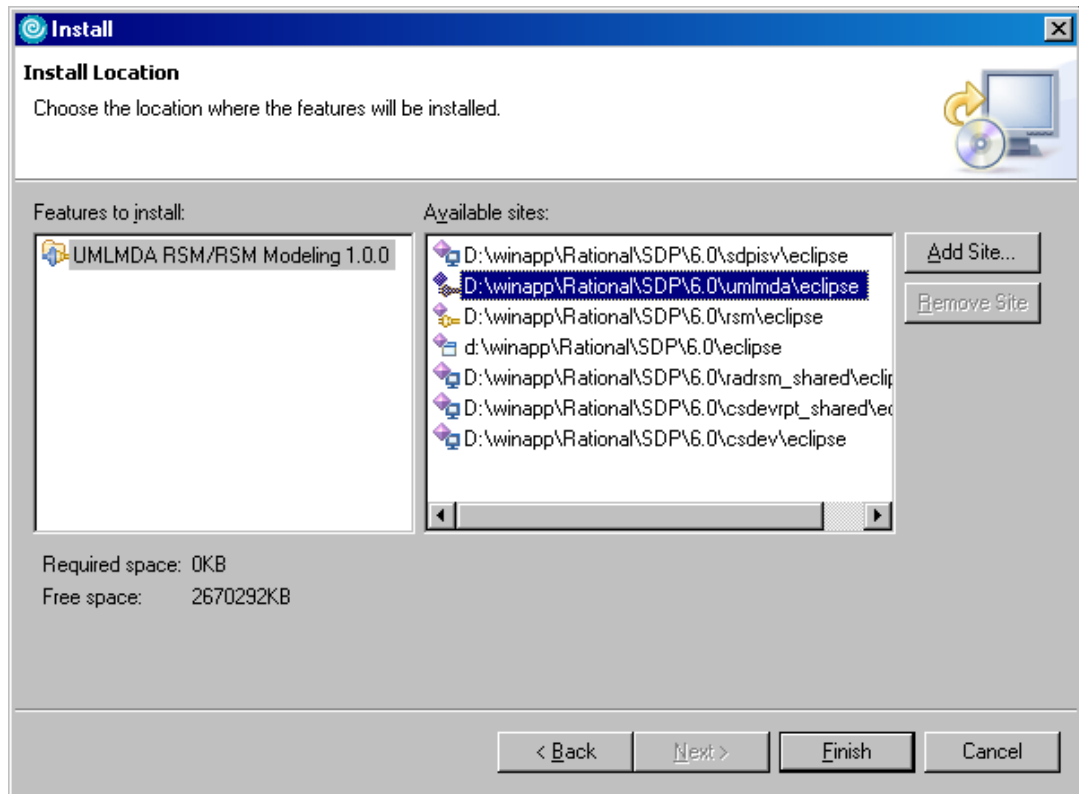 Install
Install Location
Choose the location where the features will be installed.
Features to install:
UMLMDA RSM/RSM Modeling 1.0.0
Available sites:
D:\winapp\Rational\SDP\6.0\sdpisv\eclipse
D:\winapp\Rational\SDP\6.0\umlmda\eclipse
D:\winapp\Rational\SDP\6.0\rsm\eclipse
d:\winapp\Rational\SDP\6.0\eclipse
D:\winapp\Rational\SDP\6.0\radrsm_shared\eclip
D:\winapp\Rational\SDP\6.0\csdevrpt_shared\ec
D:\winapp\Rational\SDP\6.0\csdev\eclipse
Add Site...
Remove Site
Required space: 0KB
Free space: 2670292KB
< Back
Next >
Finish
Cancel